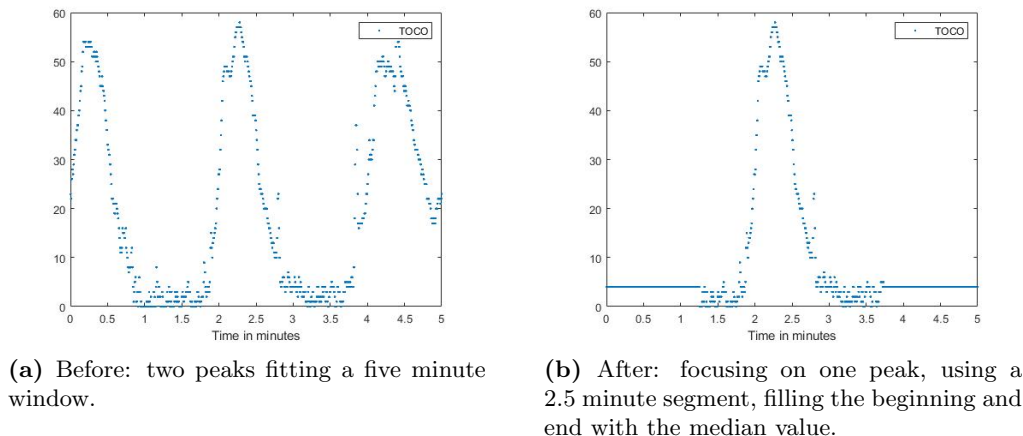 60
50
40
30
20
10
0
TOCO
0 0.5 1 1.5 2 2.5 3 3.5 4 4.5 5
Time in minutes
(a) Before: two peaks fitting a five minute
window.
60
50
40
30
20
10
0
TOCO
0 0.5 1 1.5 2 2.5 3 3.5 4 4.5 5
Time in minutes
(b) After: focusing on one peak, using a
2.5 minute segment, filling the beginning and
end with the median value.